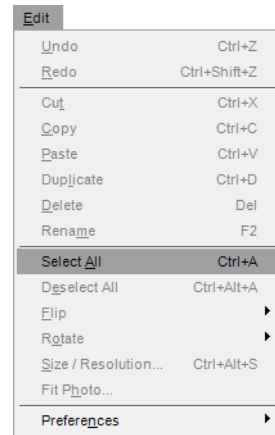 Edit
Undo Ctrl+Z
Redo Ctrl+Shift+Z
Cut Ctrl+X
Copy Ctrl+C
Paste Ctrl+V
Duplicate Ctrl+D
Delete Del
Rename F2
Select All Ctrl+A
Deselect All Ctrl+Alt+A
Flip
Rotate
Size / Resolution... Ctrl+Alt+S
Fit Photo...
Preferences